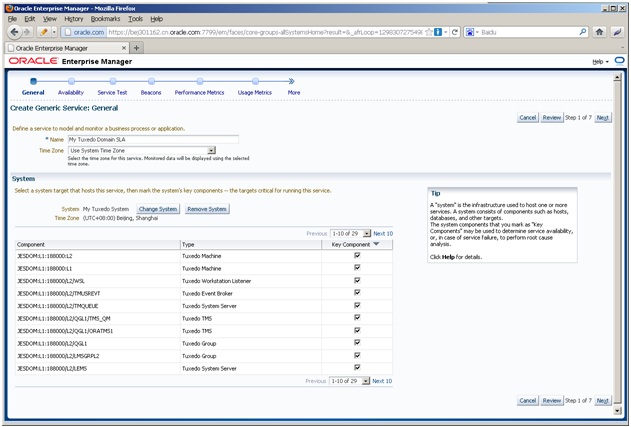 Oracle Enterprise Manager - Mozilla Firefox
File Edit View History Bookmarks Tools Help
oracle.com https://bej301162.cn.oracle.com:7799/em/faces/core-groups-allSystemsHome?result=&_afrLoop=129830727549 Baidu
Oracle Enterprise Manager
ORACLE Enterprise Manager Help
General Availability Service Test Beacons Performance Metrics Usage Metrics More
Create Generic Service: General
Cancel Review Step 1 of 7 Next
Define a service to model and monitor a business process or application.
* Name My Tuxedo Domain SLA
Time Zone Use System Time Zone
Select the time zone for this service. Monitored data will be displayed using the selected
time zone.
System
Select a system target that hosts this service, then mark the system's key components -- the targets critical for running this service.
System My Tuxedo System Change System Remove System
Time Zone (UTC+08:00) Beijing, Shanghai
Tip
A "system" is the infrastructure used to host one or more
services. A system consists of components such as hosts,
databases, and other targets.
The system components that you mark as "Key
Components" may be used to determine service availability,
or, in case of service failure, to perform root cause
analysis.
Click Help for details.
Previous 1-10 of 29 Next 10
Component Type Key Component
JESDOM:L1:188000:L2 Tuxedo Machine
JESDOM:L1:188000:L1 Tuxedo Machine
JESDOM:L1:188000/L2/WSL Tuxedo Workstation Listener
JESDOM:L1:188000/L2/TMUSREVT Tuxedo Event Broker
JESDOM:L1:188000/L2/TMQUEUE Tuxedo System Server
JESDOM:L1:188000/L2/QGL1/TMS_QM Tuxedo TMS
JESDOM:L1:188000/L2/QGL1/ORATMS1 Tuxedo TMS
JESDOM:L1:188000/L2/QGL1 Tuxedo Group
JESDOM:L1:188000/L2/LMSGRPL2 Tuxedo Group
JESDOM:L1:188000/L2/LEMS Tuxedo System Server
Previous 1-10 of 29 Next 10
Cancel Review Step 1 of 7 Next